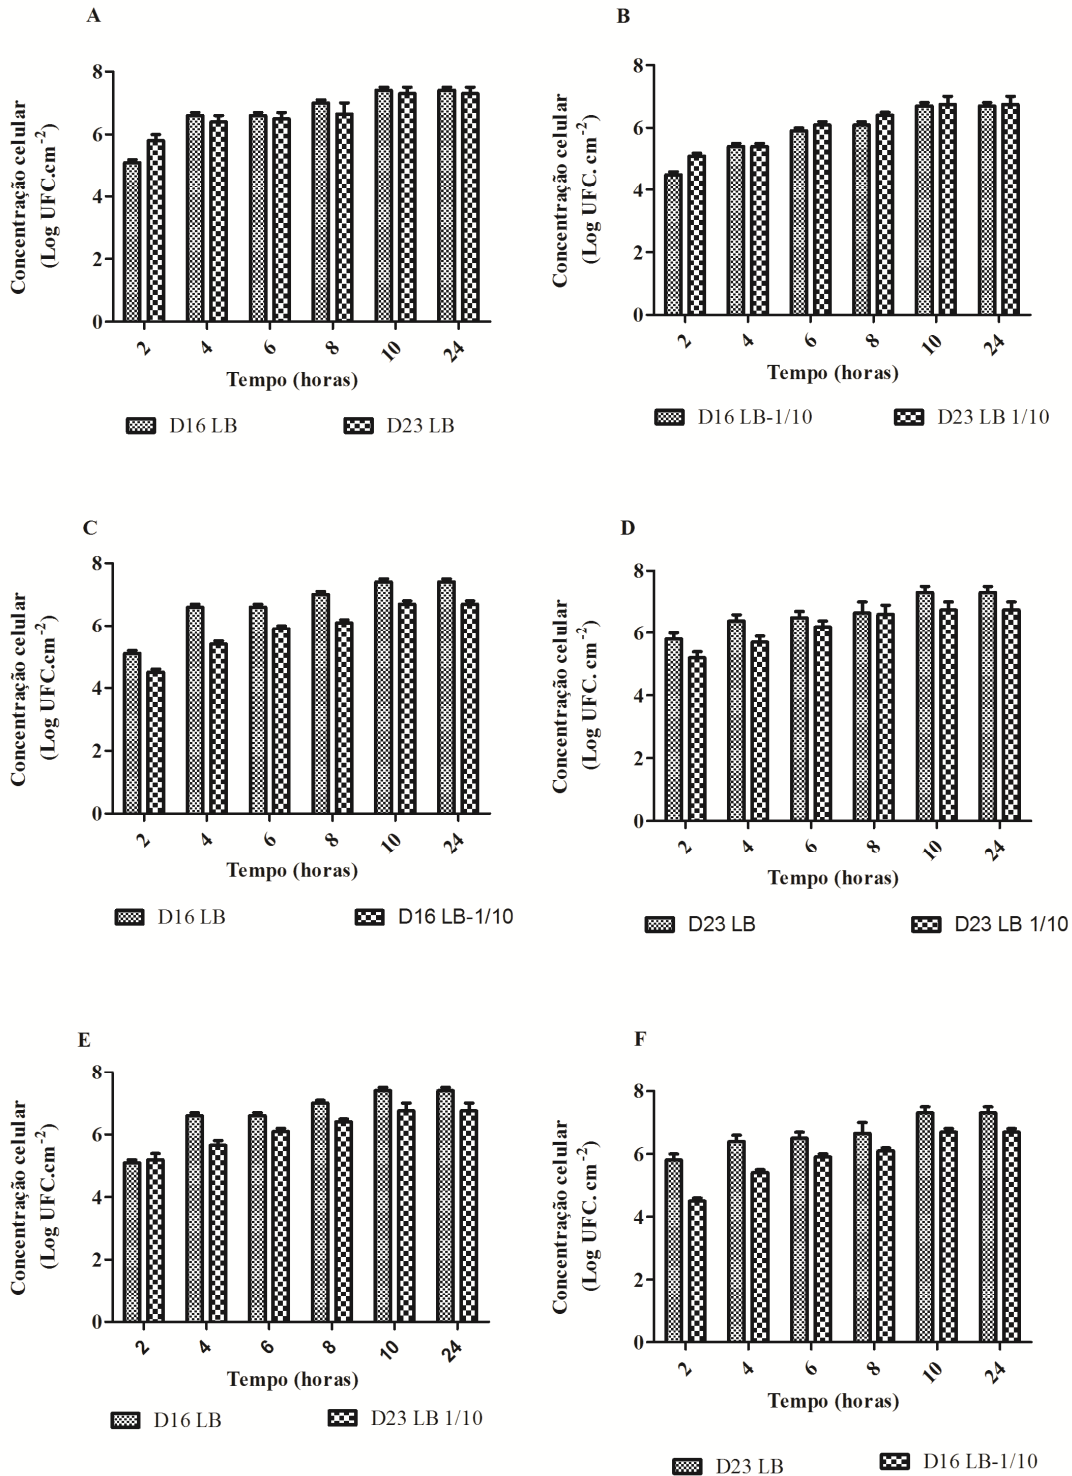 A
Concentração celular
(Log UFC.cm-2)
8
6
4
2
0
2 4 6 8 10 24
Tempo (horas)
D16 LB D23 LB
B
Concentração celular
(Log UFC. cm-2)
8
6
4
2
0
2 4 6 8 10 24
Tempo (horas)
D16 LB-1/10 D23 LB 1/10
C
Concentração celular
(Log UFC.cm-2)
8
6
4
2
0
2 4 6 8 10 24
Tempo (horas)
D16 LB D16 LB-1/10
D
Concentração celular
(Log UFC. cm-2)
8
6
4
2
0
2 4 6 8 10 24
Tempo (horas)
D23 LB D23 LB 1/10
E
Concentração celular
(Log UFC.cm-2)
8
6
4
2
0
2 4 6 8 10 24
Tempo (horas)
D16 LB D23 LB 1/10
F
Concentração celular
(Log UFC. cm-2)
8
6
4
2
0
2 4 6 8 10 24
Tempo (horas)
D23 LB D16 LB-1/10